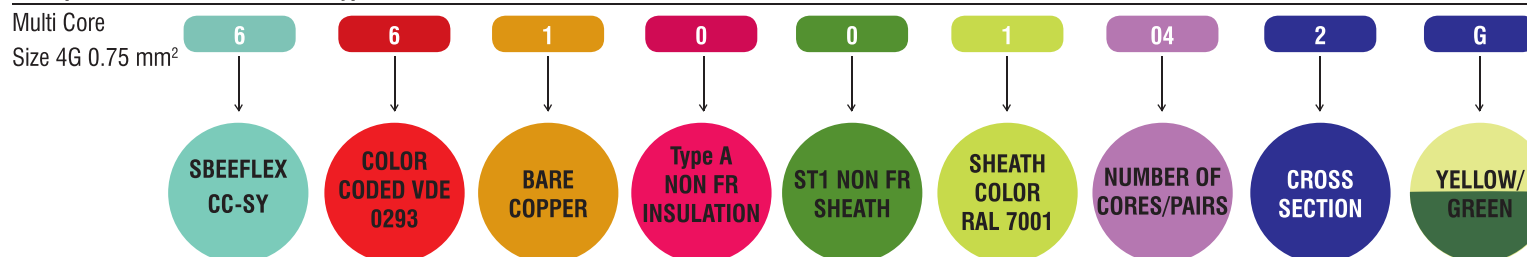 Multi Core
Size 4G 0.75 mm²
6 6 1 0 0 1 04 2 G
SBEEFLEX
CC-SY
COLOR
CODED VDE
0293
BARE
COPPER
Type A
NON FR
INSULATION
ST1 NON FR
SHEATH
SHEATH
COLOR
RAL 7001
NUMBER OF
CORES/PAIRS
CROSS
SECTION
YELLOW/
GREEN